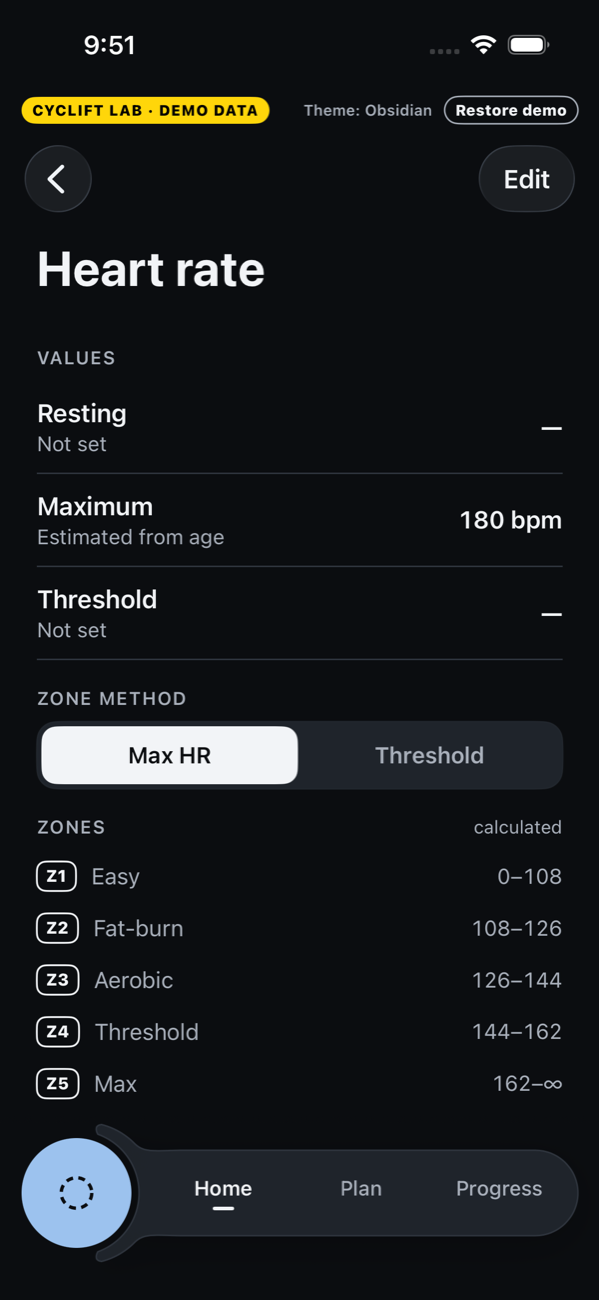 9:51
CYCLIFT LAB · DEMO DATA
Theme: Obsidian
Restore demo
Edit
Heart rate
VALUES
Resting
Not set
—
Maximum
Estimated from age
180 bpm
Threshold
Not set
—
ZONE METHOD
Max HR
Threshold
ZONES
calculated
Z1 Easy 0–108
Z2 Fat-burn 108–126
Z3 Aerobic 126–144
Z4 Threshold 144–162
Z5 Max 162–∞
Home
Plan
Progress